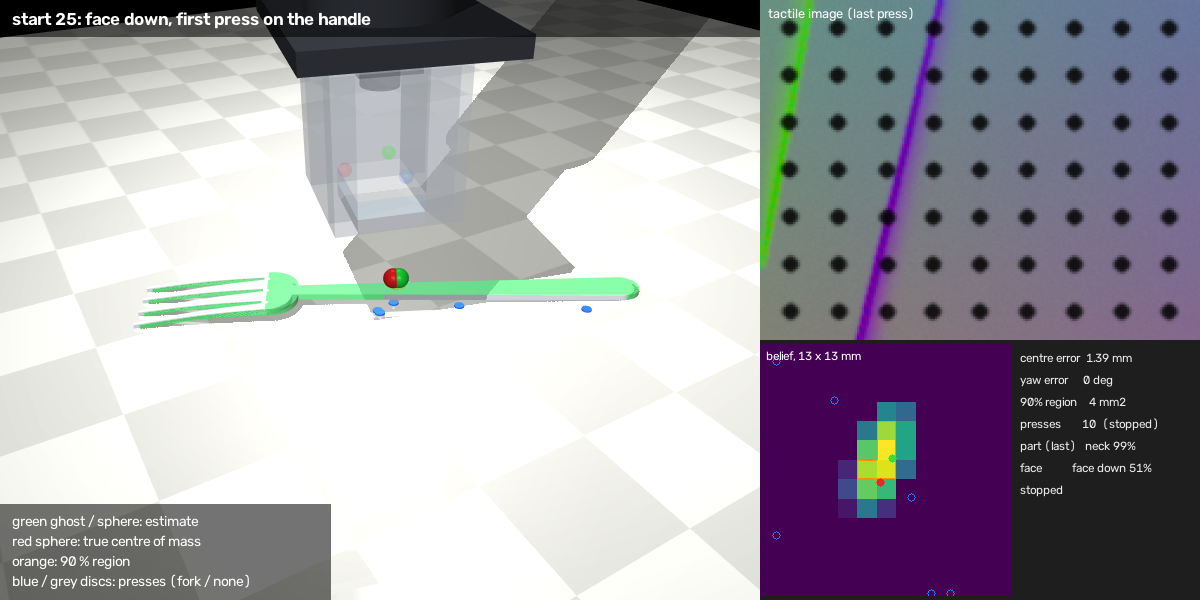 start 25: face down, first press on the handle
tactile image (last press)
belief, 13 x 13 mm
centre error 1.39 mm
yaw error 0 deg
90% region 4 mm2
presses 10 (stopped)
part (last) neck 99%
face face down 51%
stopped
green ghost / sphere: estimate
red sphere: true centre of mass
orange: 90 % region
blue / grey discs: presses (fork / none)